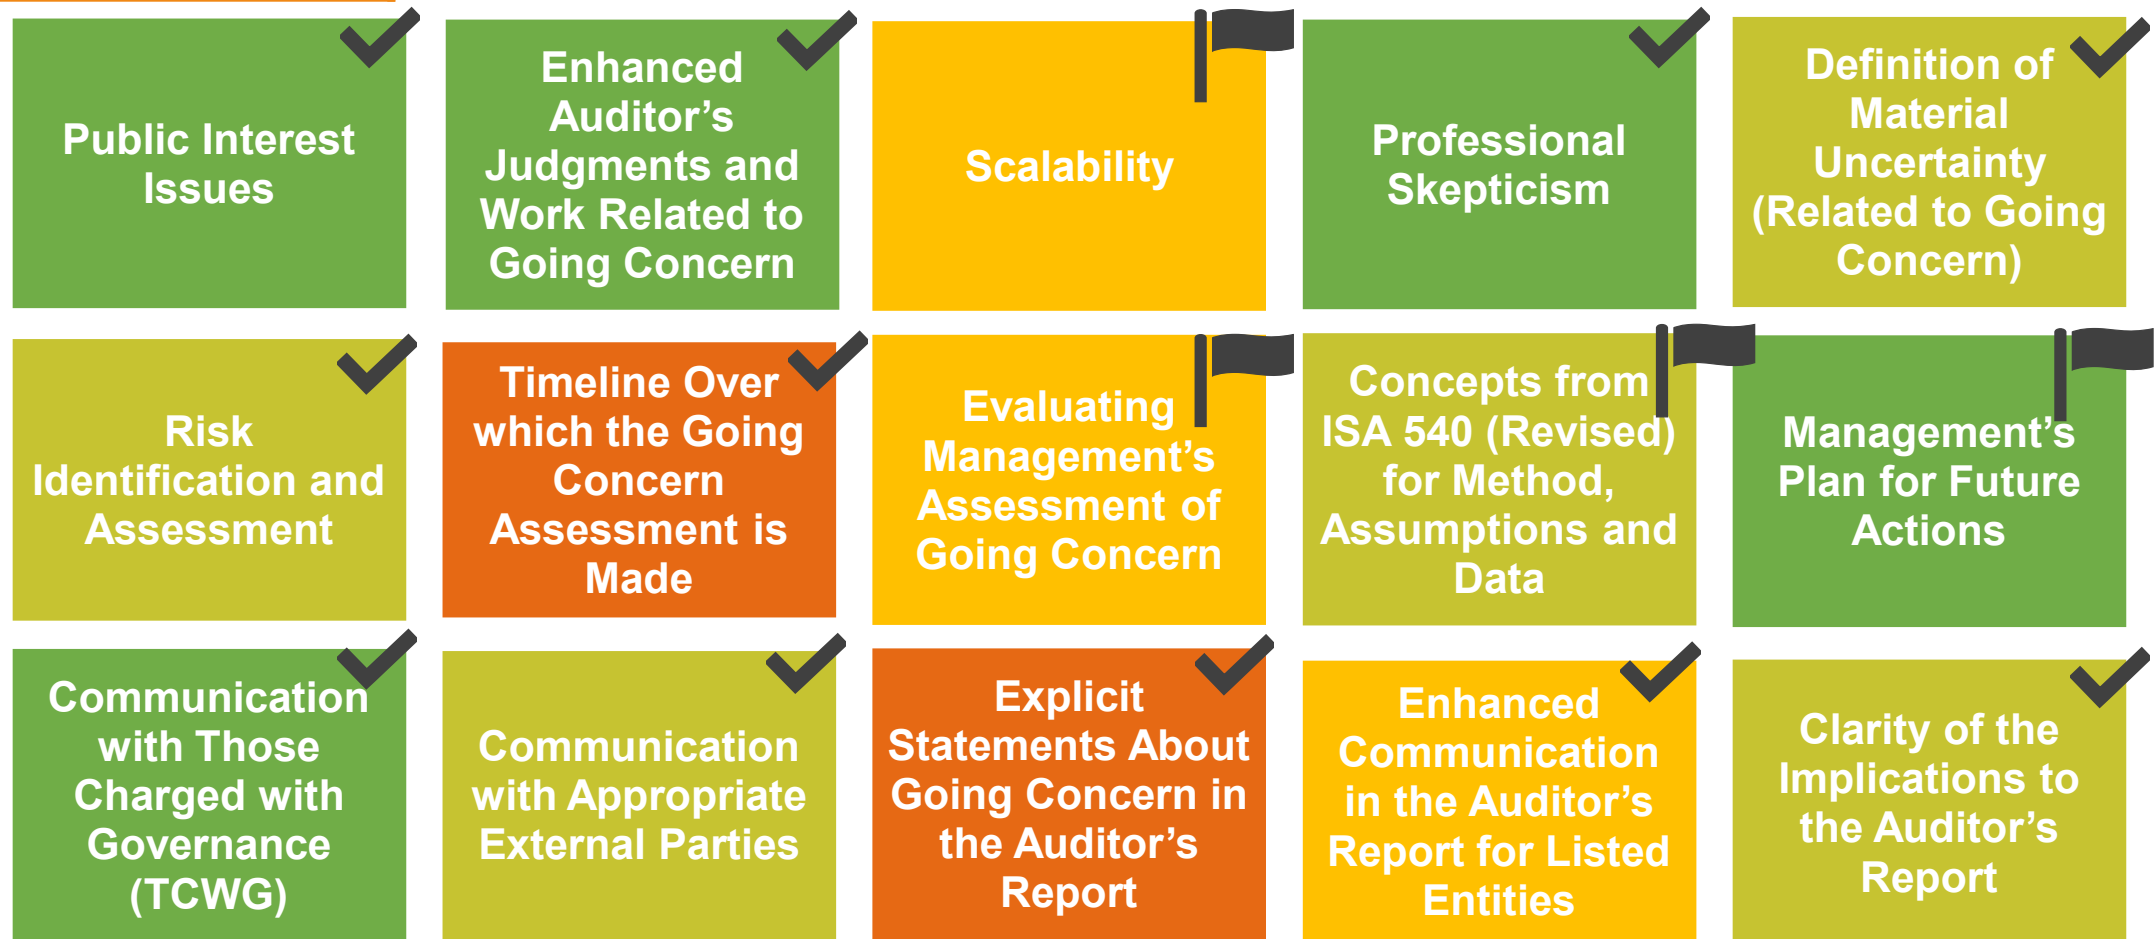 Public Interest
Issues
Enhanced
Auditor’s
Judgments and
Work Related to
Going Concern
Scalability
Professional
Skepticism
Definition of
Material
Uncertainty
(Related to Going
Concern)
Risk
Identification and
Assessment
Timeline Over
which the Going
Concern
Assessment is
Made
Evaluating
Management’s
Assessment of
Going Concern
Concepts from
ISA 540 (Revised)
for Method,
Assumptions and
Data
Management’s
Plan for Future
Actions
Communication
with Those
Charged with
Governance
(TCWG)
Communication
with Appropriate
External Parties
Explicit
Statements About
Going Concern in
the Auditor’s
Report
Enhanced
Communication
in the Auditor’s
Report for Listed
Entities
Clarity of the
Implications to
the Auditor’s
Report